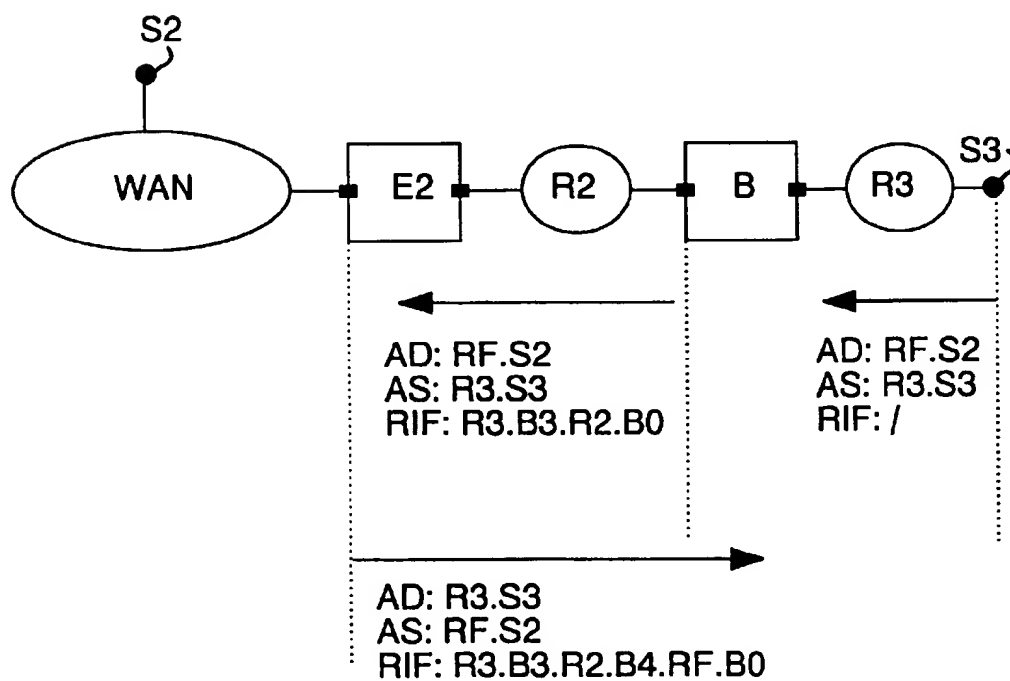 S2
WAN
E2
R2
B
R3
S3
AD: RF.S2
AS: R3.S3
RIF: R3.B3.R2.B0
AD: RF.S2
AS: R3.S3
RIF: /
AD: R3.S3
AS: RF.S2
RIF: R3.B3.R2.B4.RF.B0